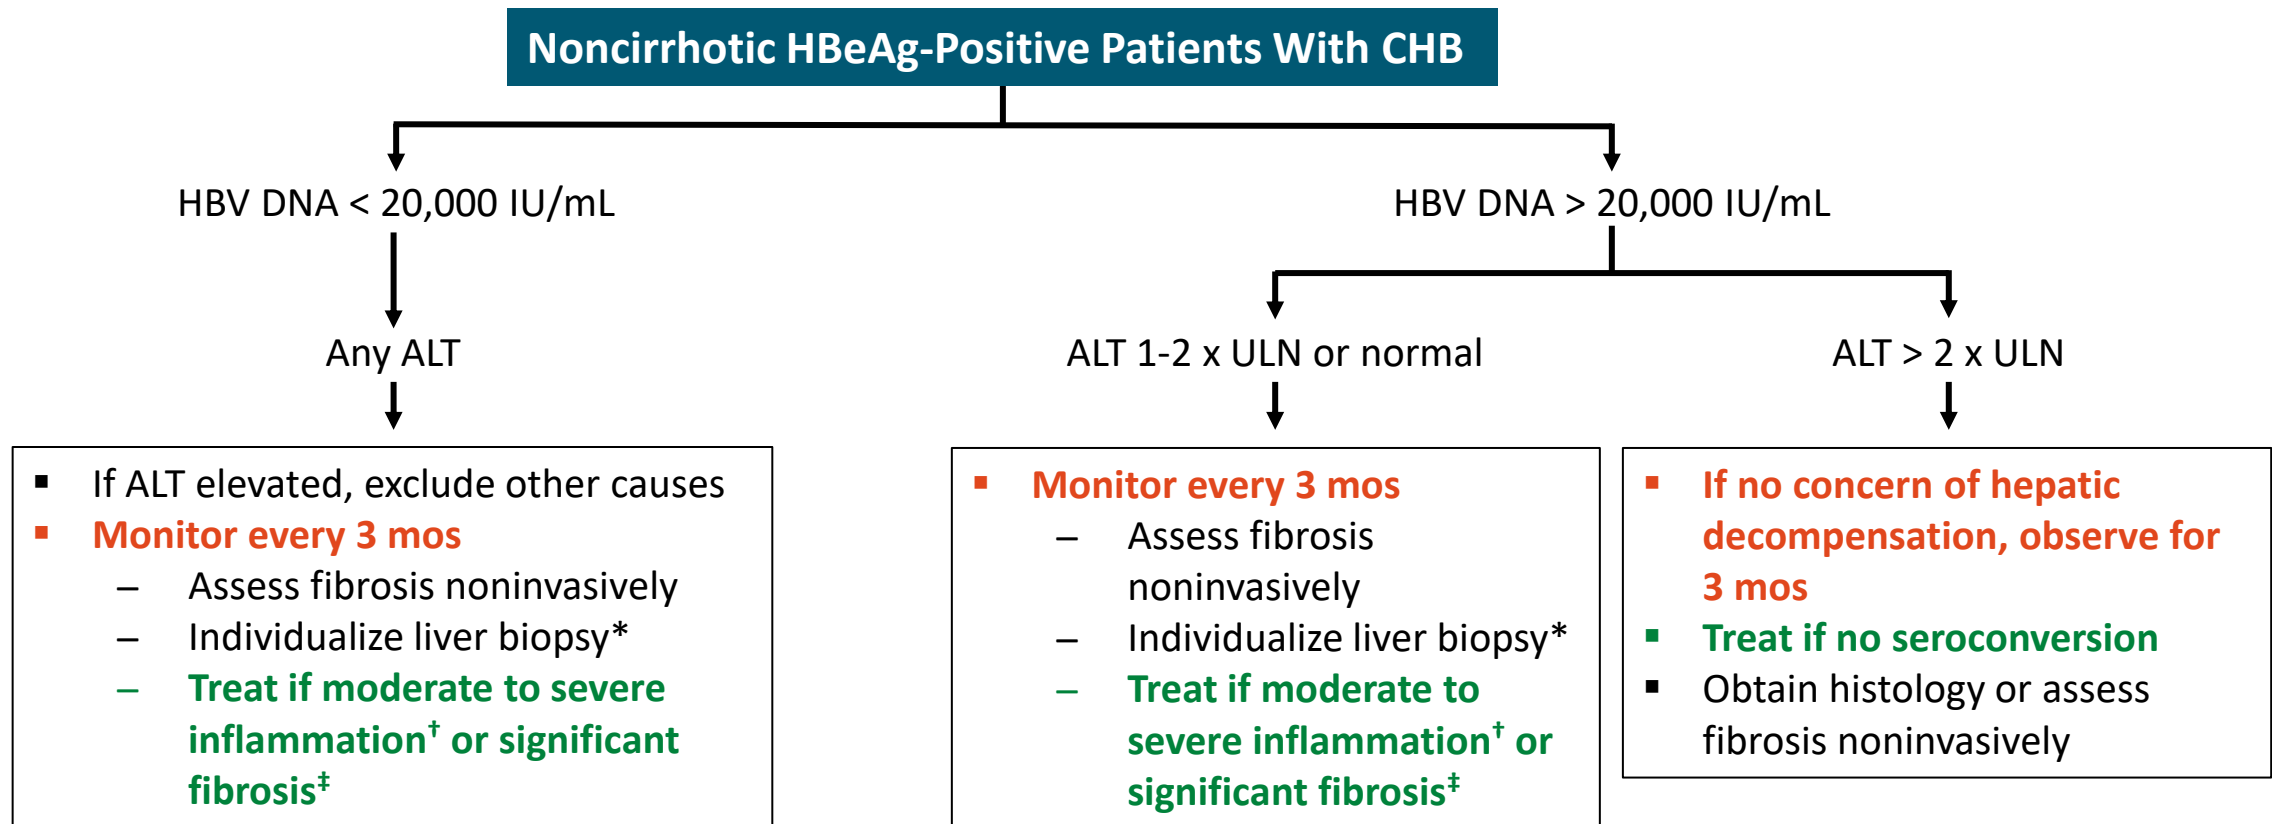 Noncirrhotic HBeAg-Positive Patients With CHB
HBV DNA < 20,000 IU/mL
HBV DNA > 20,000 IU/mL
Any ALT
ALT 1-2 x ULN or normal
ALT > 2 x ULN
▪ If ALT elevated, exclude other causes
▪ Monitor every 3 mos
– Assess fibrosis noninvasively
– Individualize liver biopsy*
– Treat if moderate to severe
inflammation† or significant
fibrosis‡
▪ Monitor every 3 mos
– Assess fibrosis
noninvasively
– Individualize liver biopsy*
– Treat if moderate to
severe inflammation† or
significant fibrosis‡
▪ If no concern of hepatic
decompensation, observe for
3 mos
▪ Treat if no seroconversion
▪ Obtain histology or assess
fibrosis noninvasively